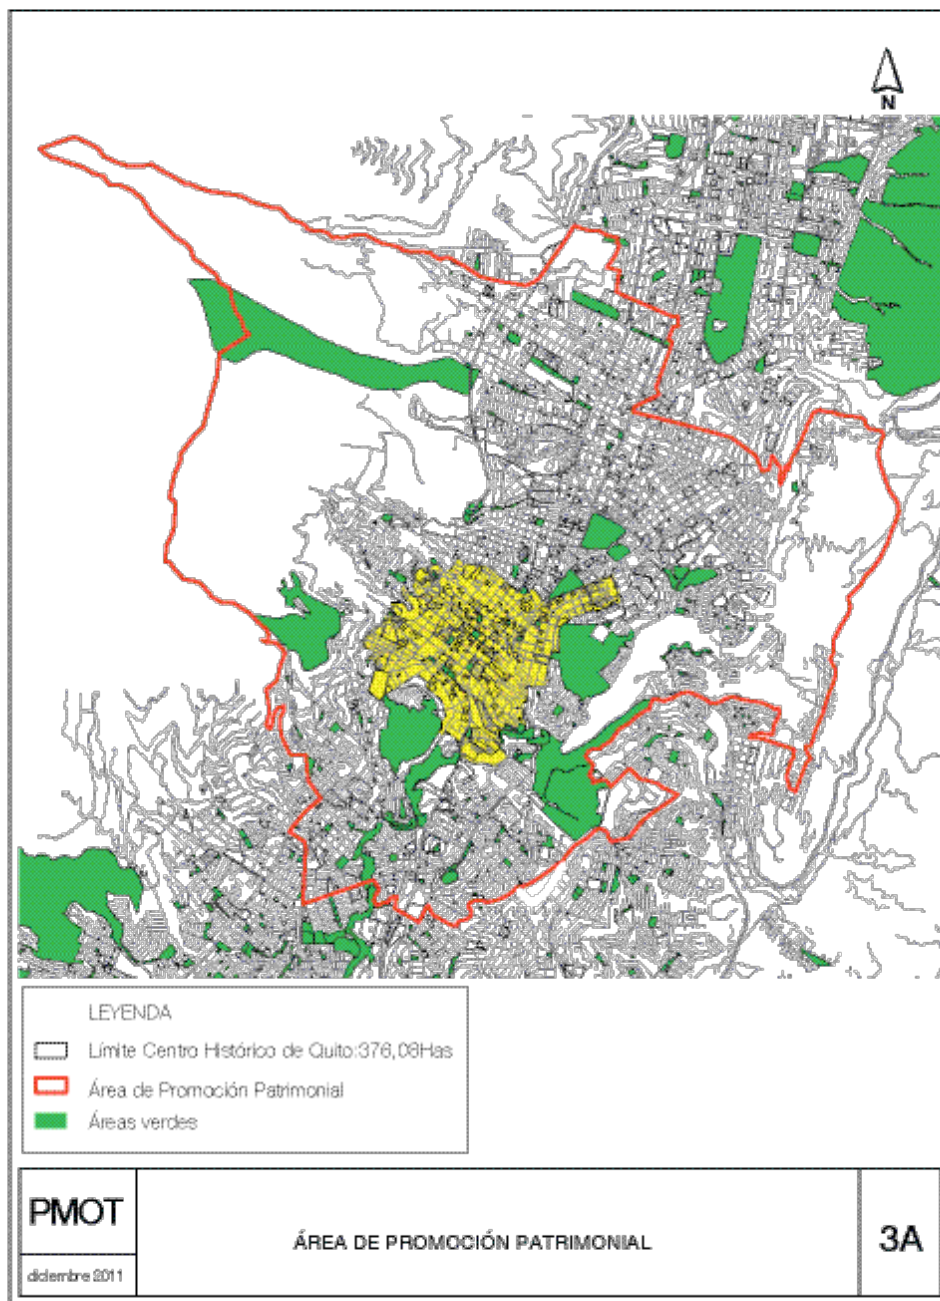 N
LEYENDA
Límite Centro Histórico de Quito:376,08Has
Área de Promoción Patrimonial
Áreas verdes
PMOT
diciembre 2011
ÁREA DE PROMOCIÓN PATRIMONIAL
3A